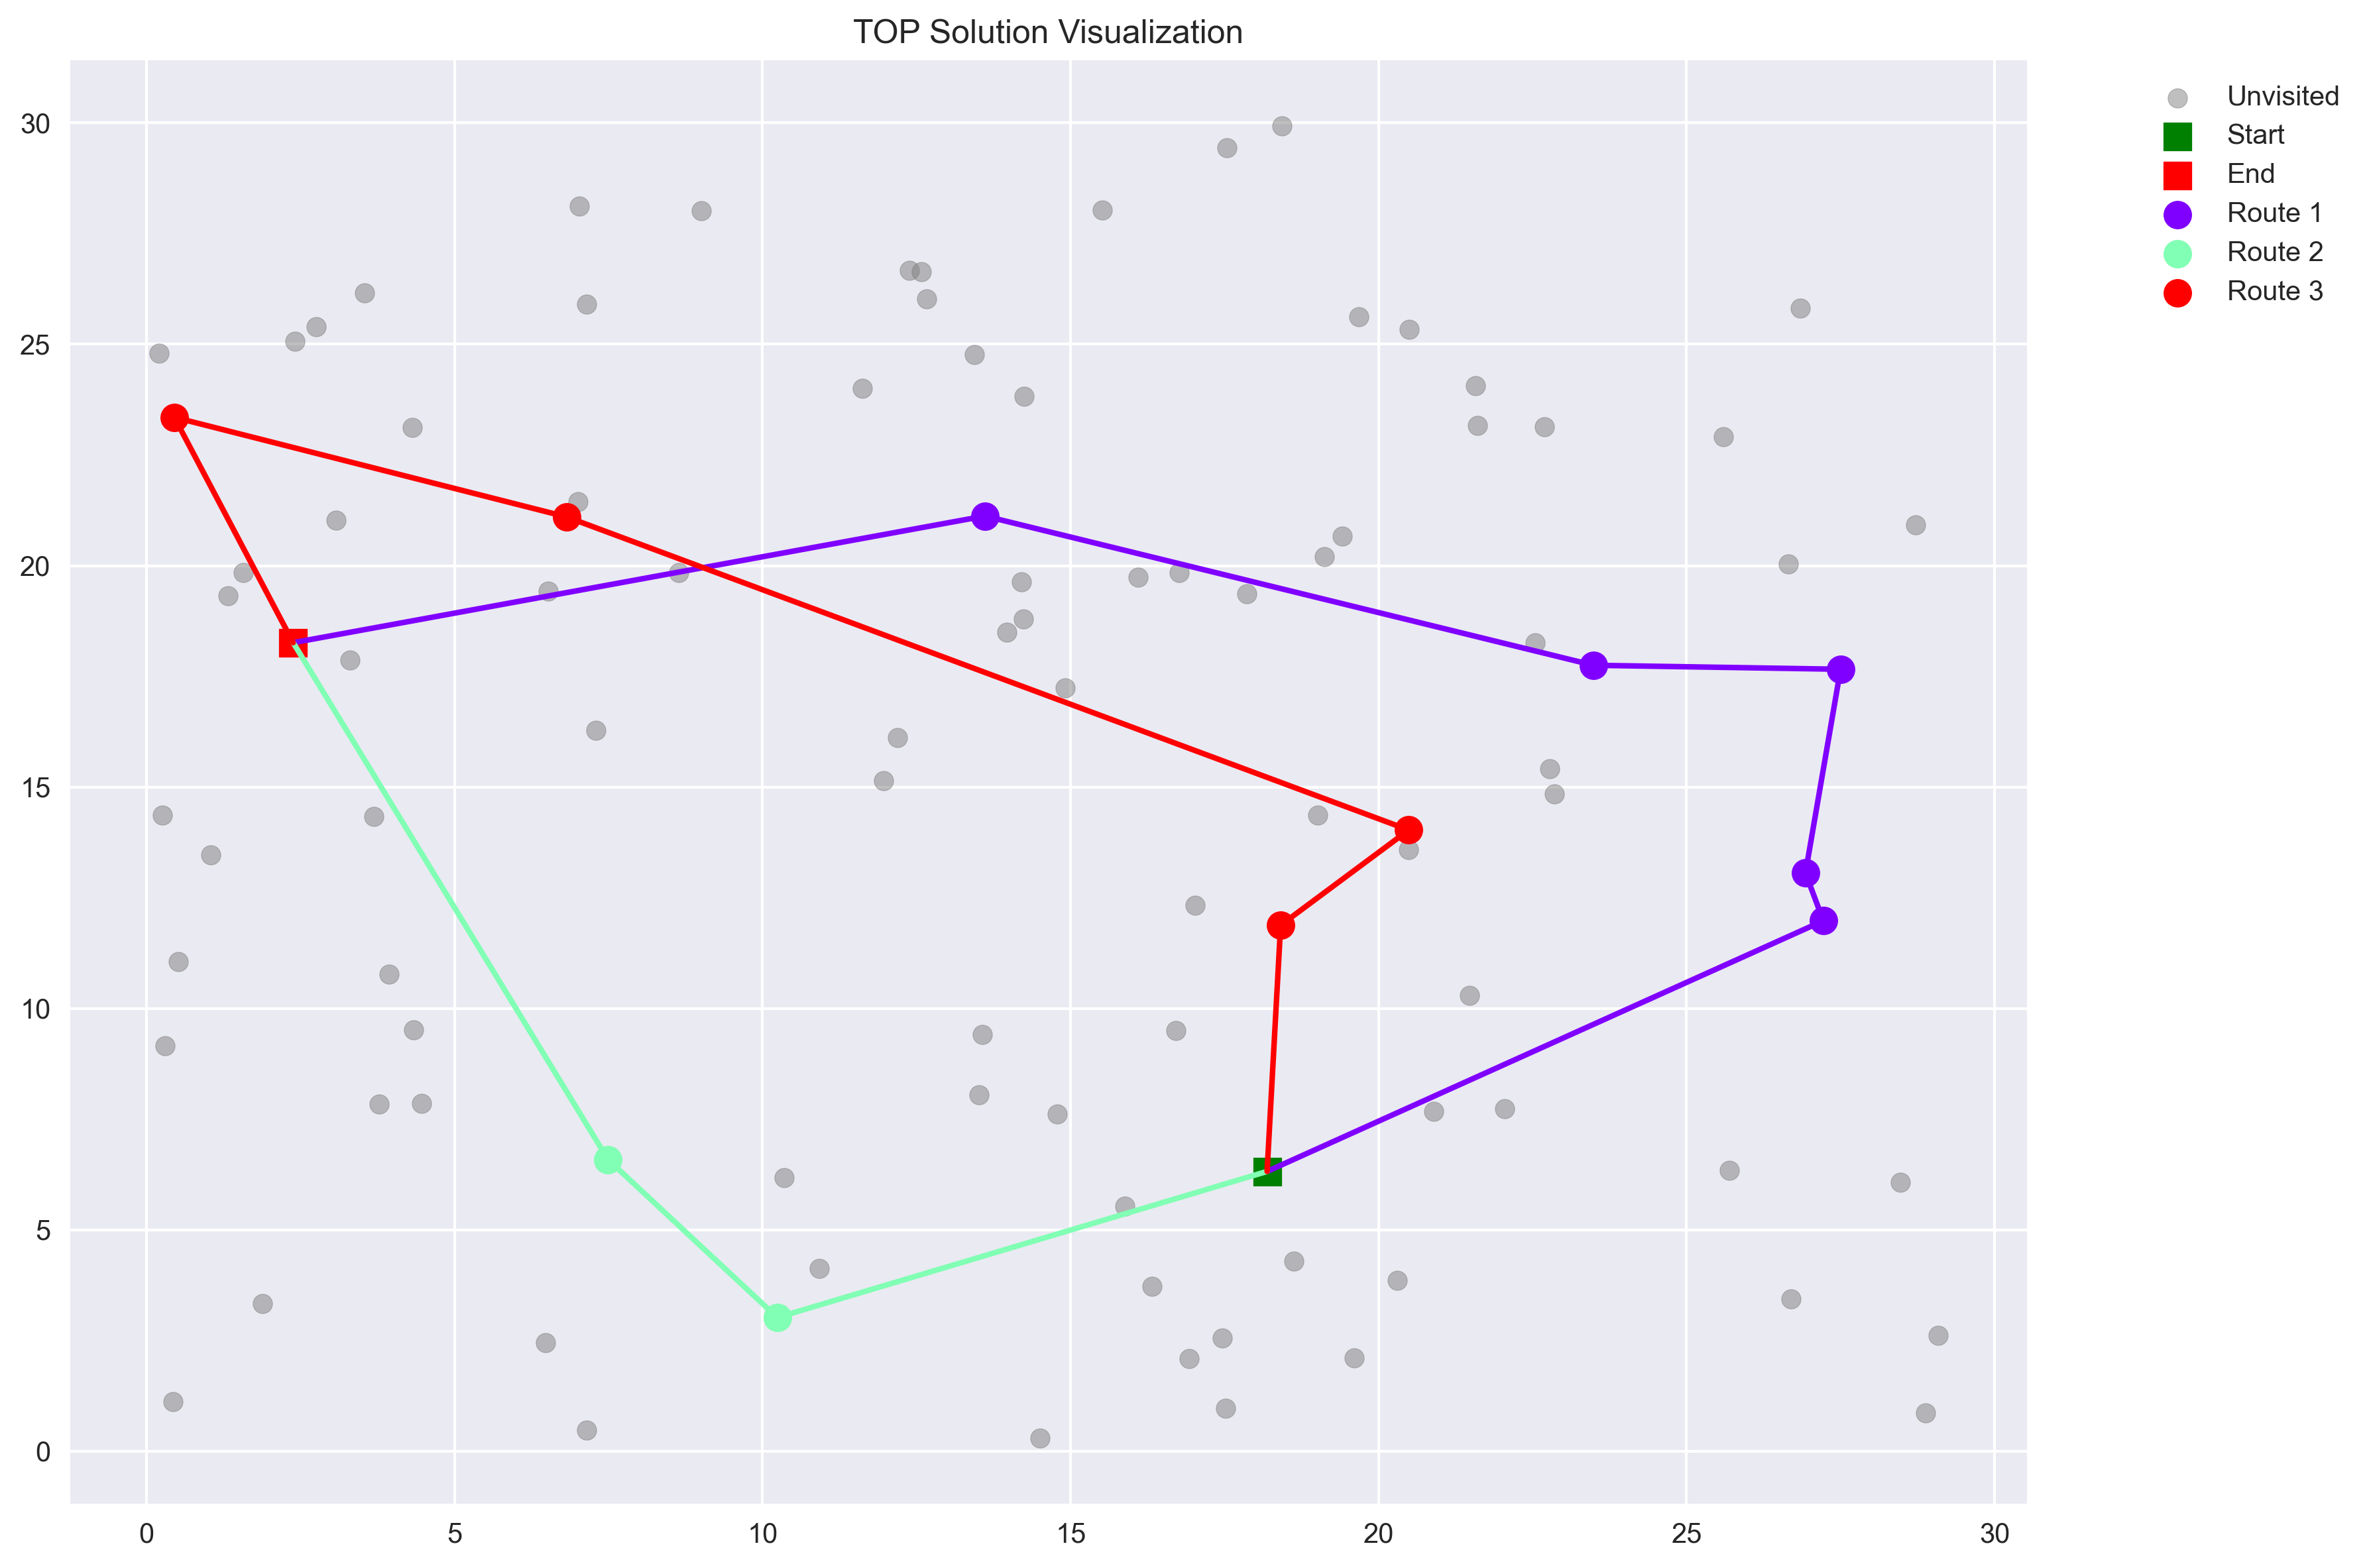 TOP Solution Visualization
Unvisited
Start
End
Route 1
Route 2
Route 3
30
25
20
15
10
5
0
0 5 10 15 20 25 30